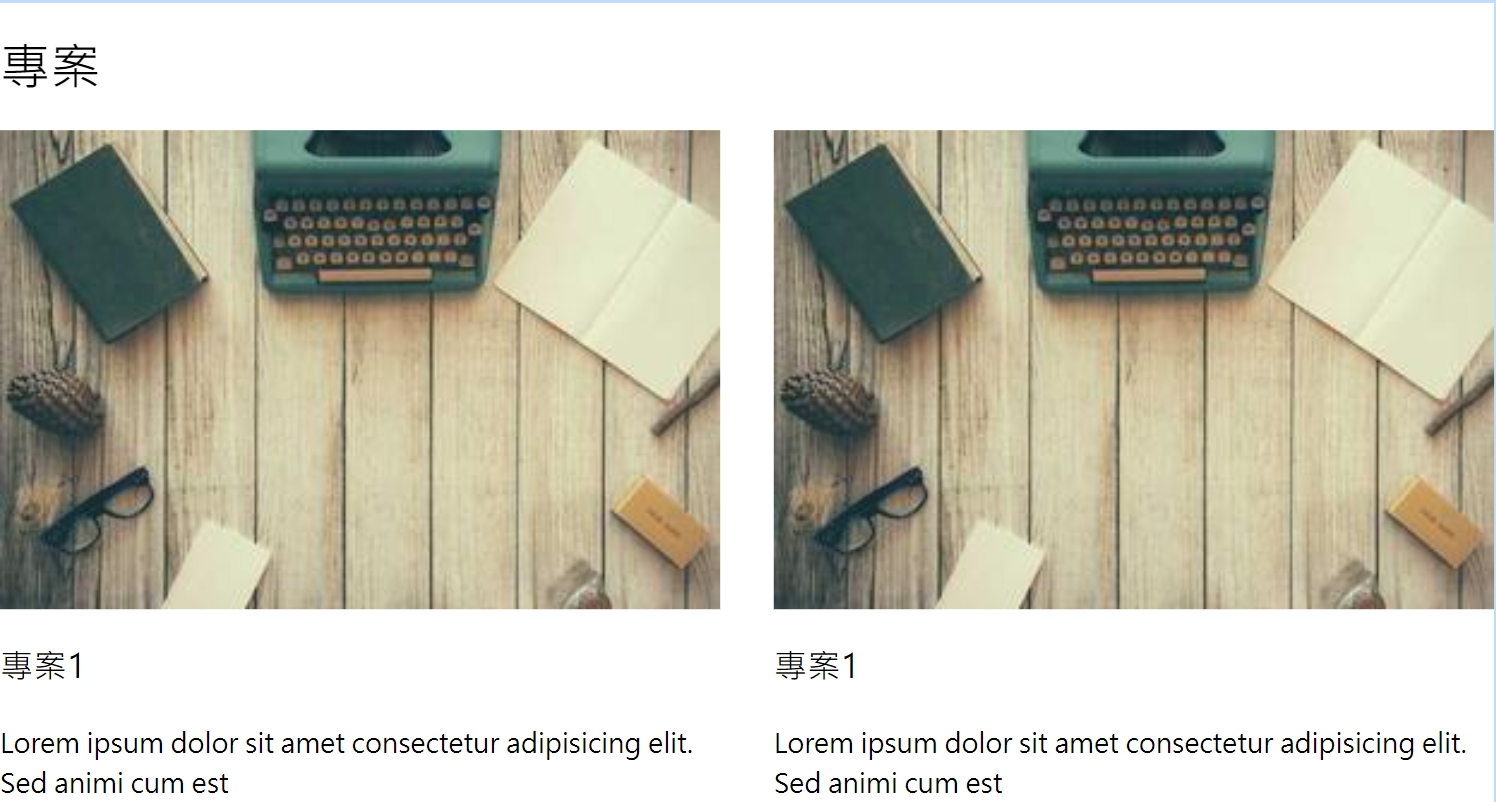 專案
專案1
Lorem ipsum dolor sit amet consectetur adipisicing elit.
Sed animi cum est
專案1
Lorem ipsum dolor sit amet consectetur adipisicing elit.
Sed animi cum est